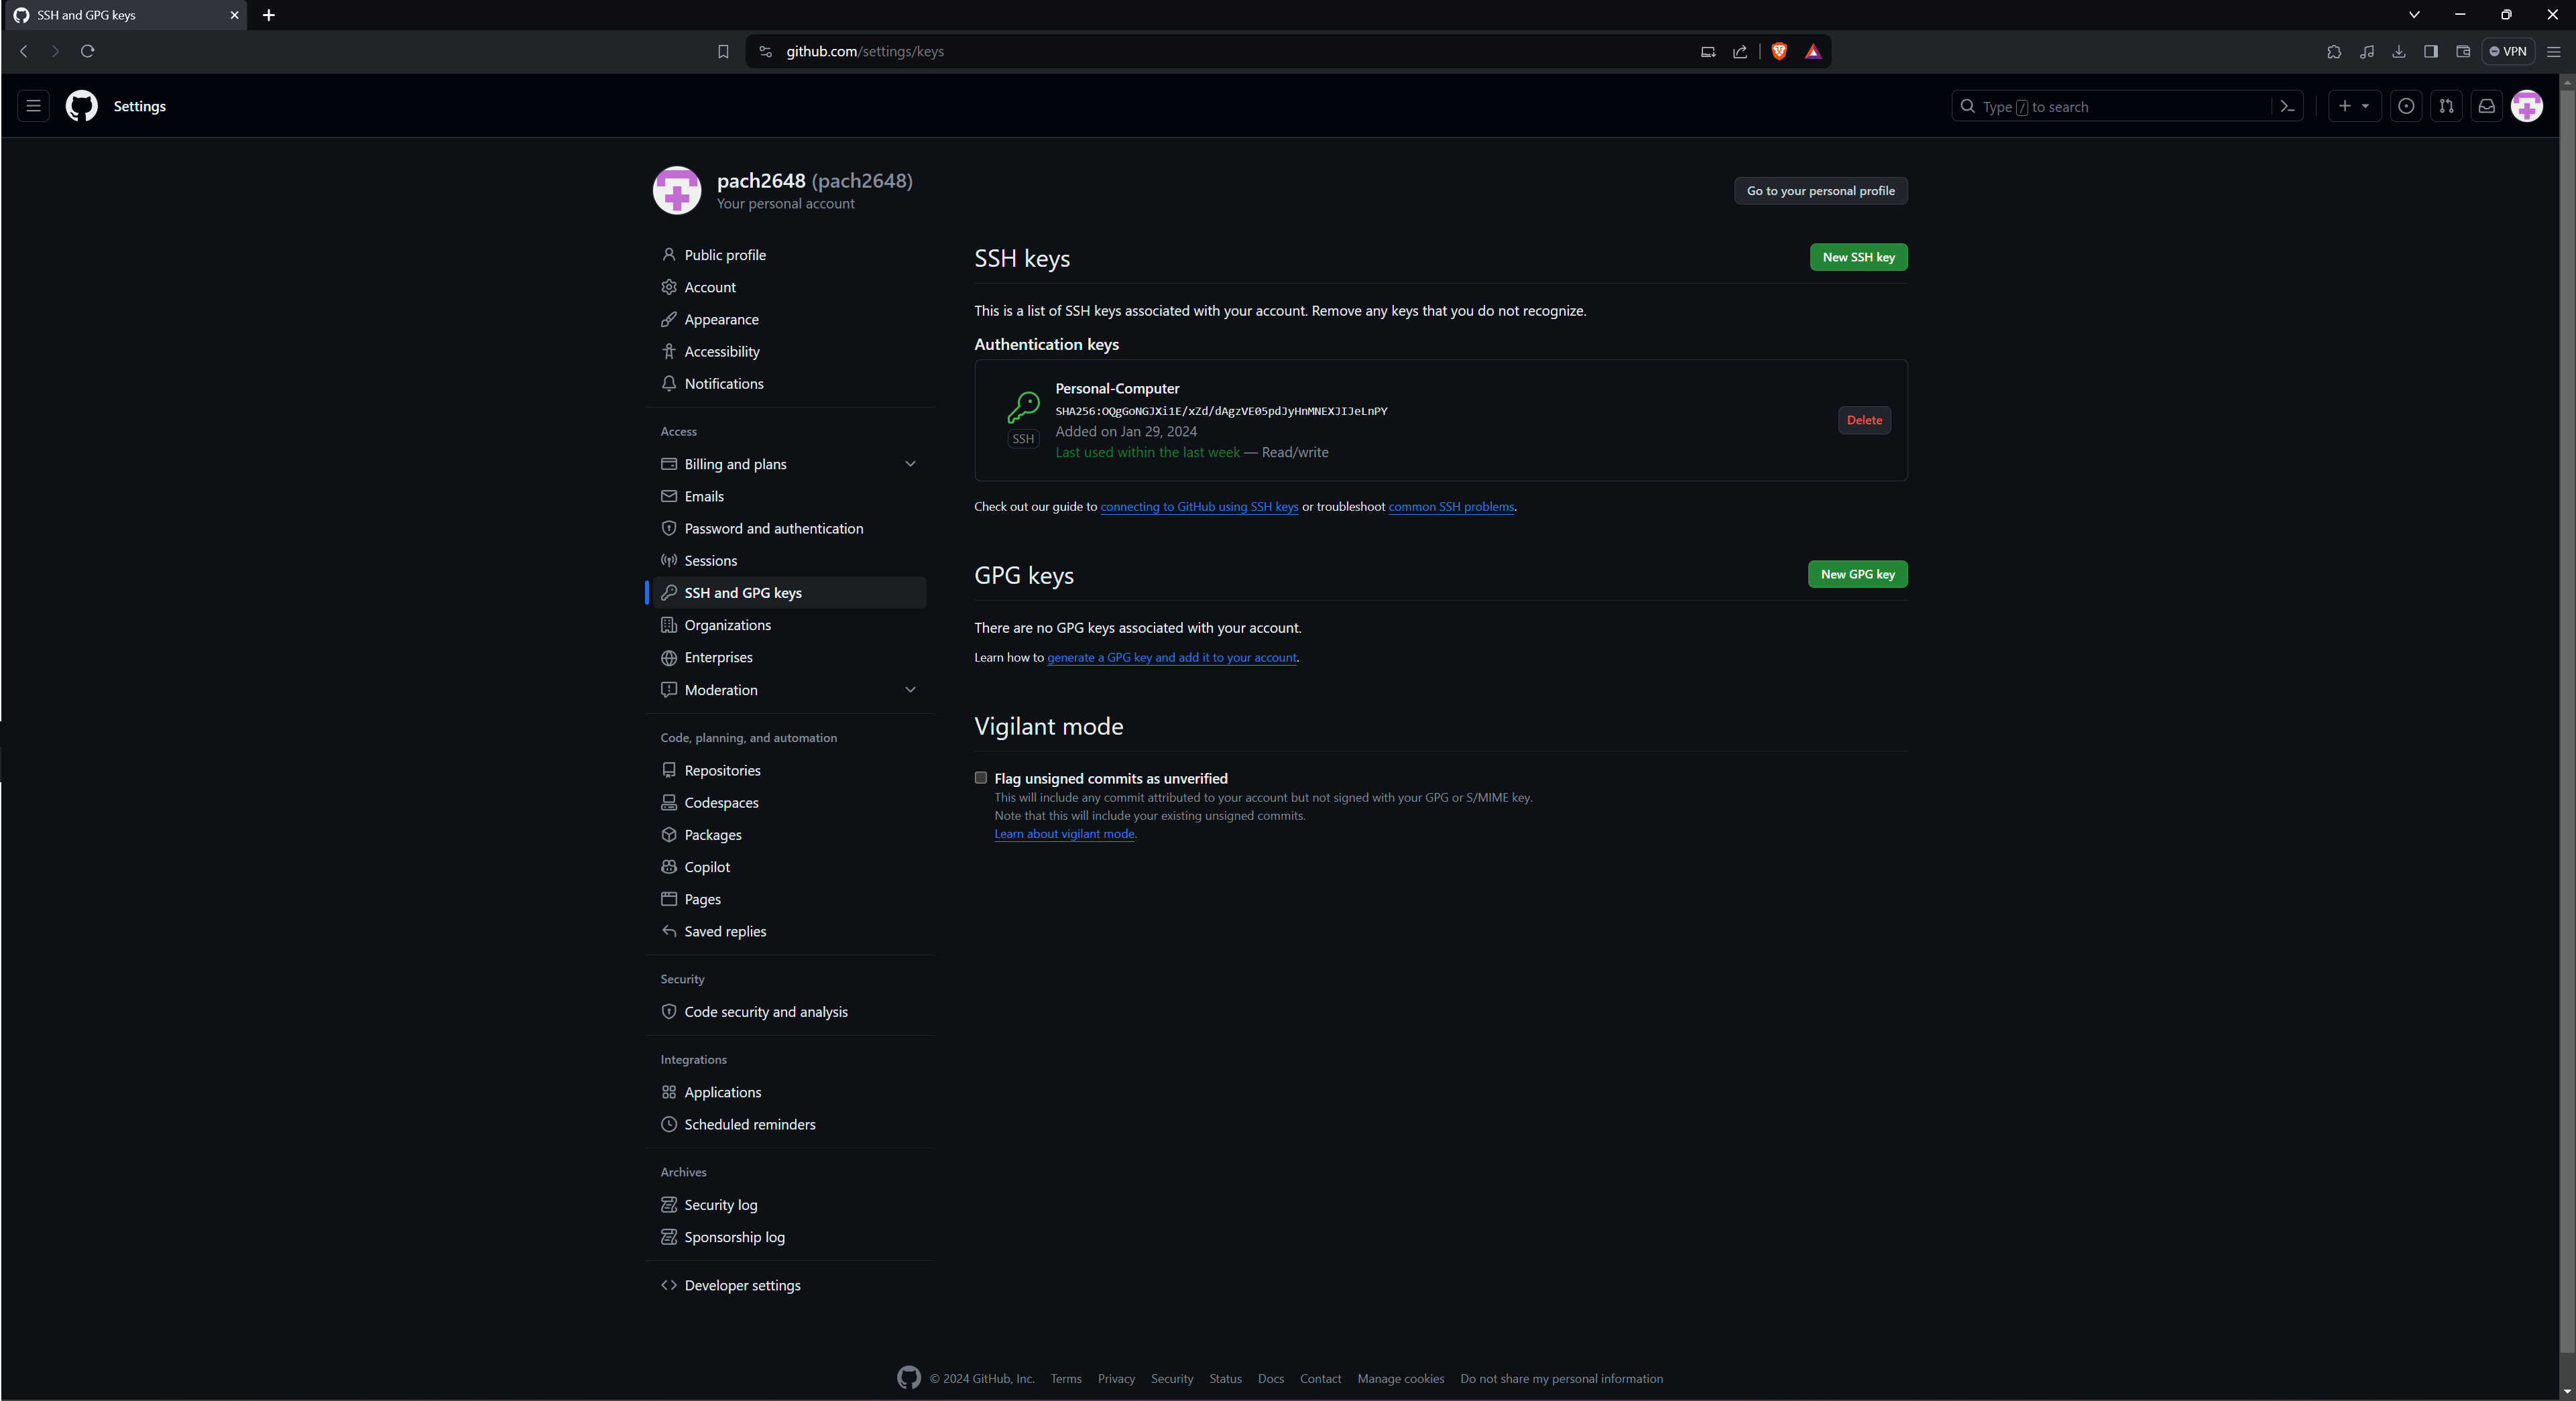 SSH and GPG keys
github.com/settings/keys
VPN
Settings
Type / to search
pach2648 (pach2648)
Your personal account
Go to your personal profile
Public profile
Account
Appearance
Accessibility
Notifications
Access
Billing and plans
Emails
Password and authentication
Sessions
SSH and GPG keys
Organizations
Enterprises
Moderation
Code, planning, and automation
Repositories
Codespaces
Packages
Copilot
Pages
Saved replies
Security
Code security and analysis
Integrations
Applications
Scheduled reminders
Archives
Security log
Sponsorship log
Developer settings
SSH keys
New SSH key
This is a list of SSH keys associated with your account. Remove any keys that you do not recognize.
Authentication keys
Personal-Computer
SHA256:OQgGoNGJXi1E/xZd/dAgzVE05pdJyHnMNEXJIJeLnPY
Added on Jan 29, 2024
Last used within the last week — Read/write
SSH
Delete
Check out our guide to connecting to GitHub using SSH keys or troubleshoot common SSH problems.
GPG keys
New GPG key
There are no GPG keys associated with your account.
Learn how to generate a GPG key and add it to your account.
Vigilant mode
Flag unsigned commits as unverified
This will include any commit attributed to your account but not signed with your GPG or S/MIME key.
Note that this will include your existing unsigned commits.
Learn about vigilant mode.
© 2024 GitHub, Inc. Terms Privacy Security Status Docs Contact Manage cookies Do not share my personal information